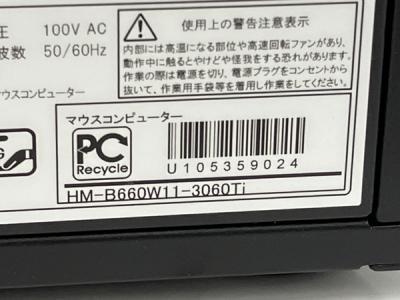 圧 100V AC
波数 50/60Hz
マウスコンピューター
使用上の警告注意表示
内部には高温になる部位や高速回転ファンがあり、
動作中に触るとやけどや怪我をする恐れがあります。
作業の際は電源を切り、電源プラグをコンセントから
抜いて、作業用手袋等を着用し作業をしてください。
マウスコンピューター
PC
Recycle
U105359024
HM-B660W11-3060Ti